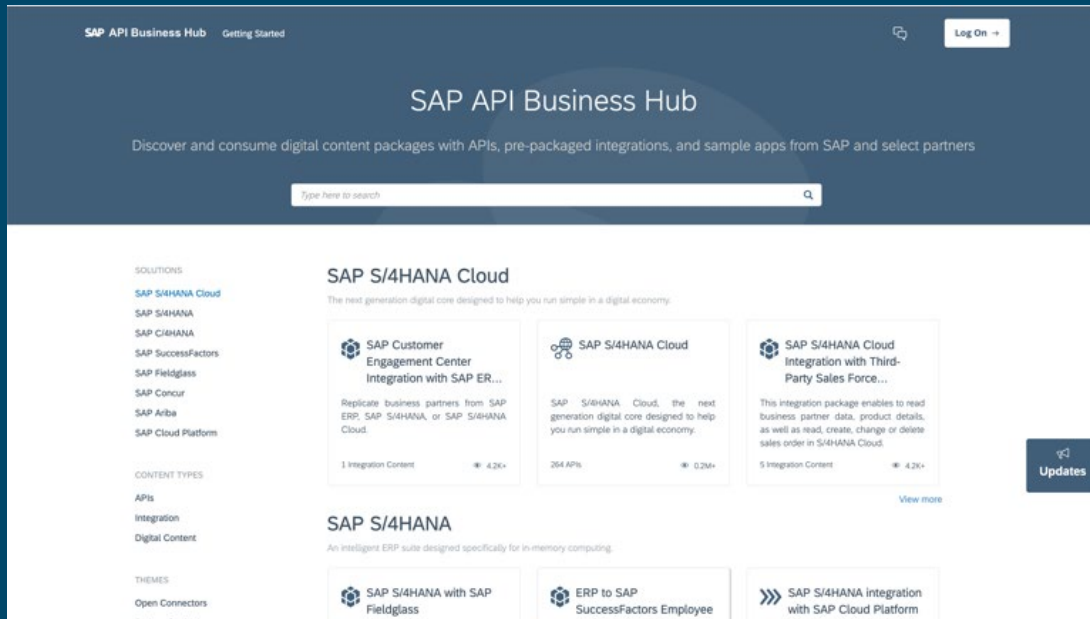 SAP API Business Hub Getting Started
Log On →
SAP API Business Hub
Discover and consume digital content packages with APIs, pre-packaged integrations, and sample apps from SAP and select partners
Type here to search
SOLUTIONS
SAP S/4HANA Cloud
SAP S/4HANA
SAP C/4HANA
SAP SuccessFactors
SAP Fieldglass
SAP Concur
SAP Ariba
SAP Cloud Platform
CONTENT TYPES
APIs
Integration
Digital Content
THEMES
Open Connectors
SAP S/4HANA Cloud
The next generation digital core designed to help you run simple in a digital economy.
SAP Customer
Engagement Center
Integration with SAP ER...
Replicate business partners from SAP
ERP, SAP S/4HANA, or SAP S/4HANA
Cloud.
1 Integration Content 4.2K+
SAP S/4HANA Cloud
SAP S/4HANA Cloud, the next
generation digital core designed to help
you run simple in a digital economy.
264 APIs 0.2M+
SAP S/4HANA Cloud
Integration with Third-
Party Sales Force...
This integration package enables to read
business partner data, product details,
as well as read, create, change or delete
sales order in S/4HANA Cloud.
5 Integration Content 4.2K+
View more
SAP S/4HANA
An intelligent ERP suite designed specifically for in-memory computing.
SAP S/4HANA with SAP
Fieldglass
ERP to SAP
SuccessFactors Employee
SAP S/4HANA integration
with SAP Cloud Platform
Updates